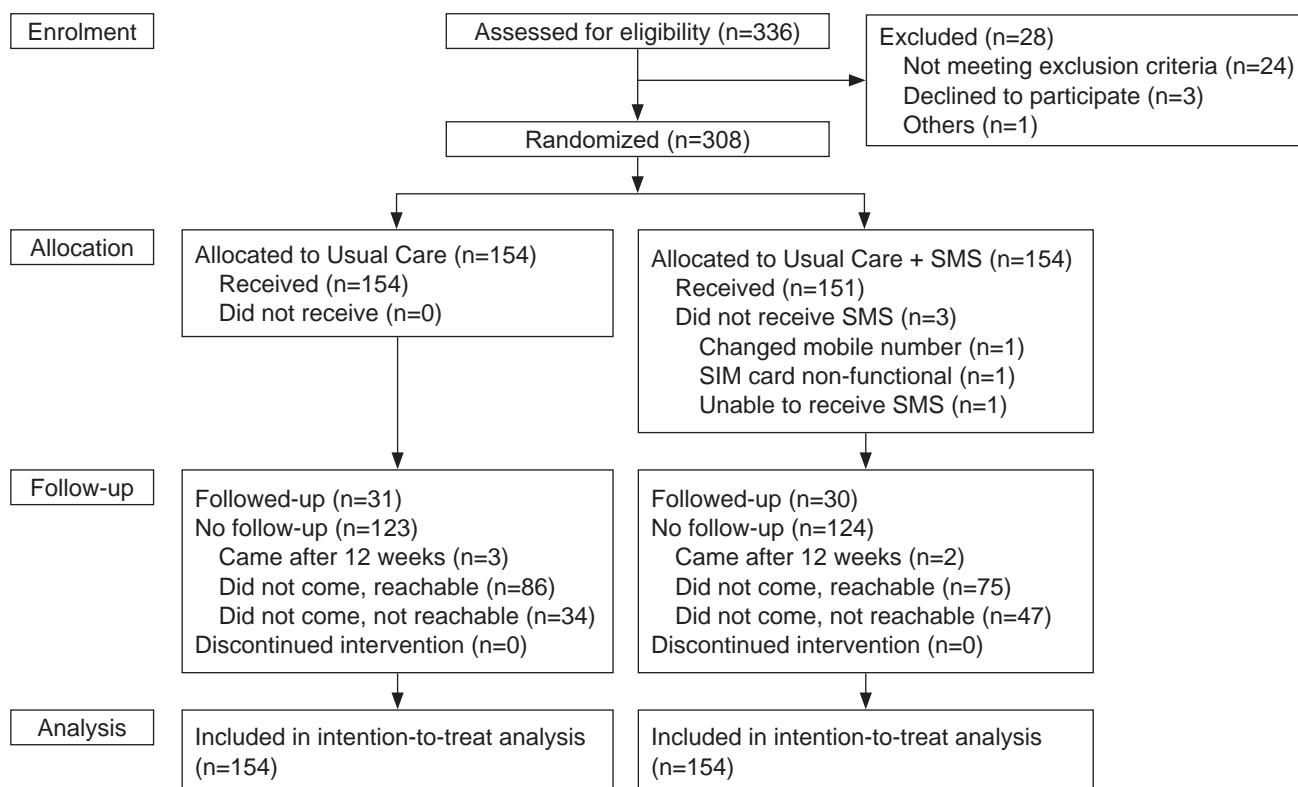 Enrolment
Assessed for eligibility (n=336)
Excluded (n=28)
Not meeting exclusion criteria (n=24)
Declined to participate (n=3)
Others (n=1)
Randomized (n=308)
Allocation
Allocated to Usual Care (n=154)
Received (n=154)
Did not receive (n=0)
Allocated to Usual Care + SMS (n=154)
Received (n=151)
Did not receive SMS (n=3)
Changed mobile number (n=1)
SIM card non-functional (n=1)
Unable to receive SMS (n=1)
Follow-up
Followed-up (n=31)
No follow-up (n=123)
Came after 12 weeks (n=3)
Did not come, reachable (n=86)
Did not come, not reachable (n=34)
Discontinued intervention (n=0)
Followed-up (n=30)
No follow-up (n=124)
Came after 12 weeks (n=2)
Did not come, reachable (n=75)
Did not come, not reachable (n=47)
Discontinued intervention (n=0)
Analysis
Included in intention-to-treat analysis
(n=154)
Included in intention-to-treat analysis
(n=154)